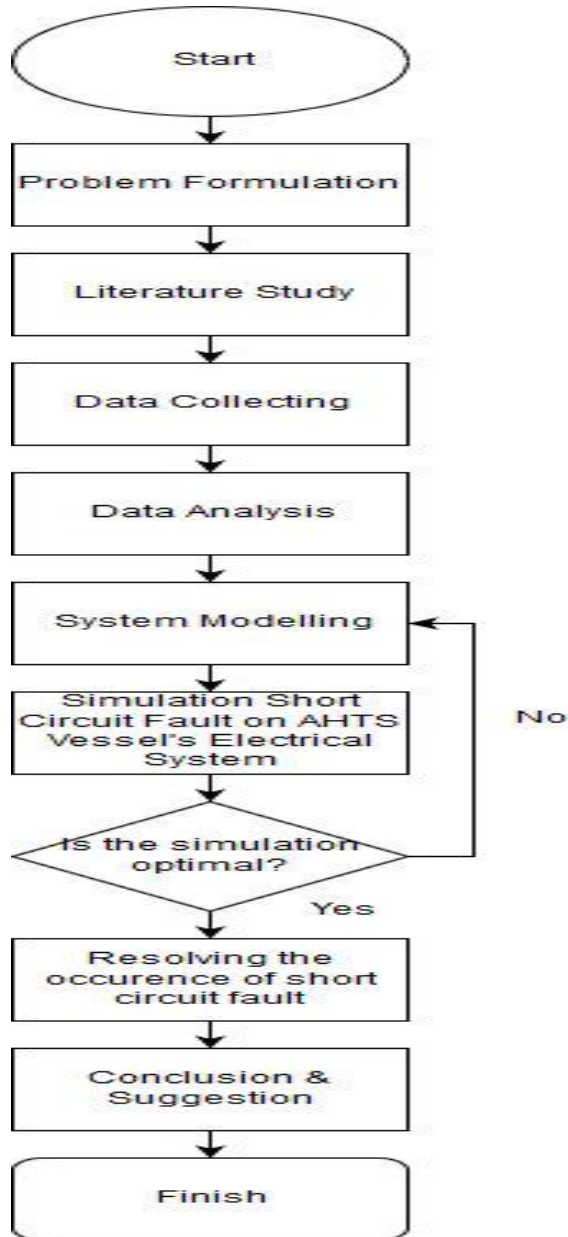 Start
Problem Formulation
Literature Study
Data Collecting
Data Analysis
System Modelling
Simulation Short
Circuit Fault on AHTS
Vessel's Electrical
System
No
Is the simulation
optimal?
Yes
Resolving the
occurence of short
circuit fault
Conclusion &
Suggestion
Finish